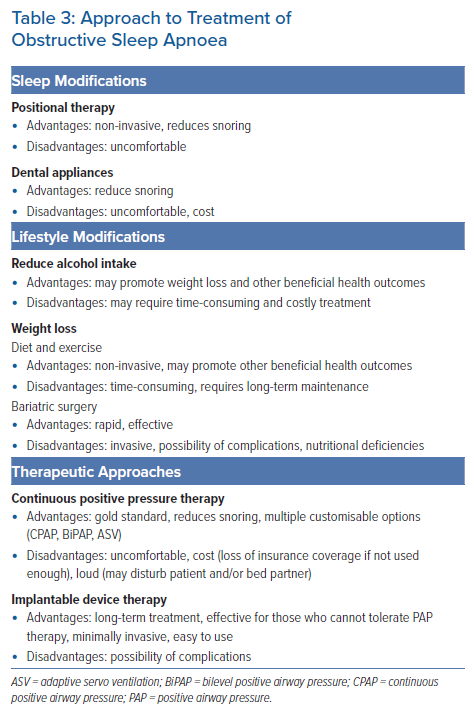 Table 3: Approach to Treatment of
Obstructive Sleep Apnoea
Sleep Modifications
Positional therapy
• Advantages: non-invasive, reduces snoring
• Disadvantages: uncomfortable
Dental appliances
• Advantages: reduce snoring
• Disadvantages: uncomfortable, cost
Lifestyle Modifications
Reduce alcohol intake
• Advantages: may promote weight loss and other beneficial health outcomes
• Disadvantages: may require time-consuming and costly treatment
Weight loss
Diet and exercise
• Advantages: non-invasive, may promote other beneficial health outcomes
• Disadvantages: time-consuming, requires long-term maintenance
Bariatric surgery
• Advantages: rapid, effective
• Disadvantages: invasive, possibility of complications, nutritional deficiencies
Therapeutic Approaches
Continuous positive pressure therapy
• Advantages: gold standard, reduces snoring, multiple customisable options
(CPAP, BiPAP, ASV)
• Disadvantages: uncomfortable, cost (loss of insurance coverage if not used
enough), loud (may disturb patient and/or bed partner)
Implantable device therapy
• Advantages: long-term treatment, effective for those who cannot tolerate PAP
therapy, minimally invasive, easy to use
• Disadvantages: possibility of complications
ASV = adaptive servo ventilation; BiPAP = bilevel positive airway pressure; CPAP = continuous
positive airway pressure; PAP = positive airway pressure.